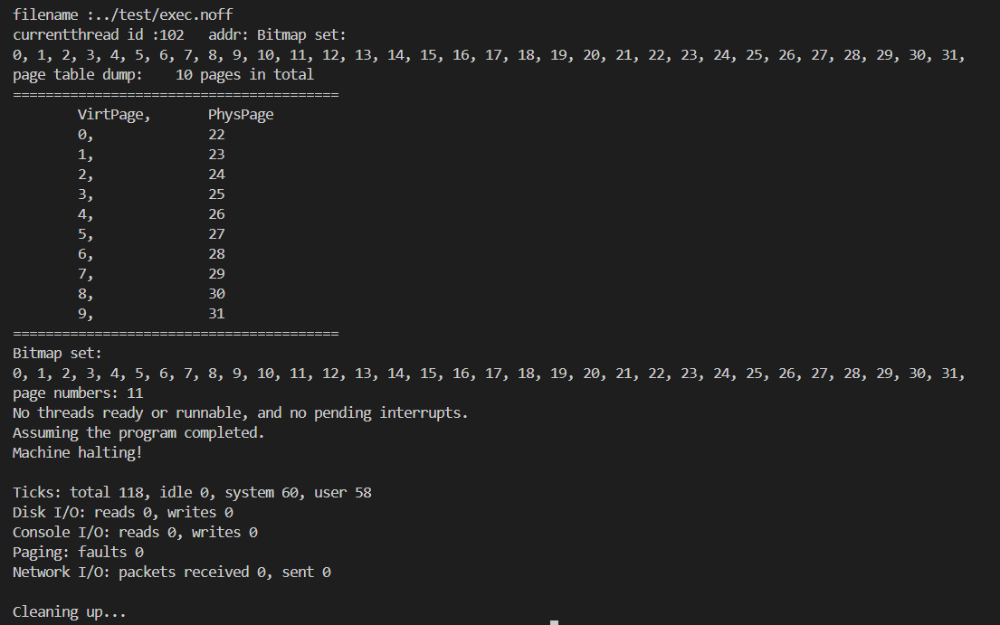 filename :../test/exec.noff
currentthread id :102   addr: Bitmap set:
0, 1, 2, 3, 4, 5, 6, 7, 8, 9, 10, 11, 12, 13, 14, 15, 16, 17, 18, 19, 20, 21, 22, 23, 24, 25, 26, 27, 28, 29, 30, 31,
page table dump:    10 pages in total
========================================
        VirtPage,       PhysPage
        0,              22
        1,              23
        2,              24
        3,              25
        4,              26
        5,              27
        6,              28
        7,              29
        8,              30
        9,              31
========================================
Bitmap set:
0, 1, 2, 3, 4, 5, 6, 7, 8, 9, 10, 11, 12, 13, 14, 15, 16, 17, 18, 19, 20, 21, 22, 23, 24, 25, 26, 27, 28, 29, 30, 31,
page numbers: 11
No threads ready or runnable, and no pending interrupts.
Assuming the program completed.
Machine halting!

Ticks: total 118, idle 0, system 60, user 58
Disk I/O: reads 0, writes 0
Console I/O: reads 0, writes 0
Paging: faults 0
Network I/O: packets received 0, sent 0

Cleaning up...